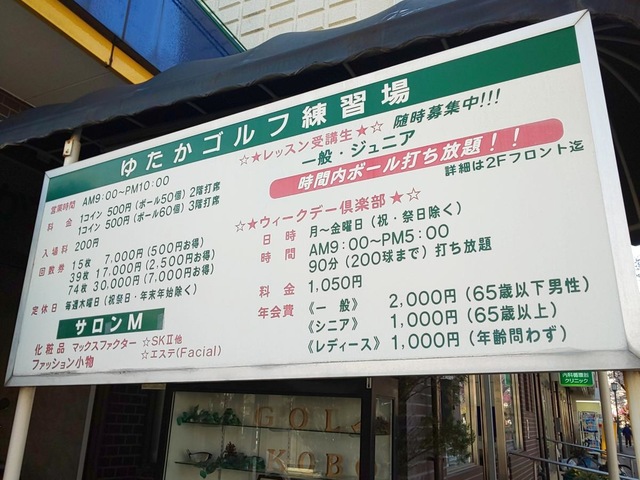 ゆたかゴルフ練習場
営業時間 AM9:00~PM10:00
料金 1コイン 500円(ボール50個)2階打席
1コイン 500円(ボール60個)3階打席
入場料 200円
回数券 15枚 7,000円(500円お得)
39枚 17,000円(2,500円お得)
74枚 30,000円(7,000円お得)
定休日 毎週木曜日(祝祭日・年末年始除く)
サロンM
化粧品 マックスファクター ☆SKⅡ他
ファッション小物 ☆エステ(Facial)
☆★レッスン受講生★☆ 随時募集中!!!
一般・ジュニア
時間内ボール打ち放題!!
詳細は2Fフロント迄
☆★ウィークデー倶楽部★☆
日時 月~金曜日(祝・祭日除く)
時間 AM9:00~PM5:00
90分(200球まで)打ち放題
料金 1,050円
年会費 《一般》 2,000円(65歳以下男性)
《シニア》 1,000円(65歳以上)
《レディース》 1,000円(年齢問わず)
GOLF
KOBO
クリニック